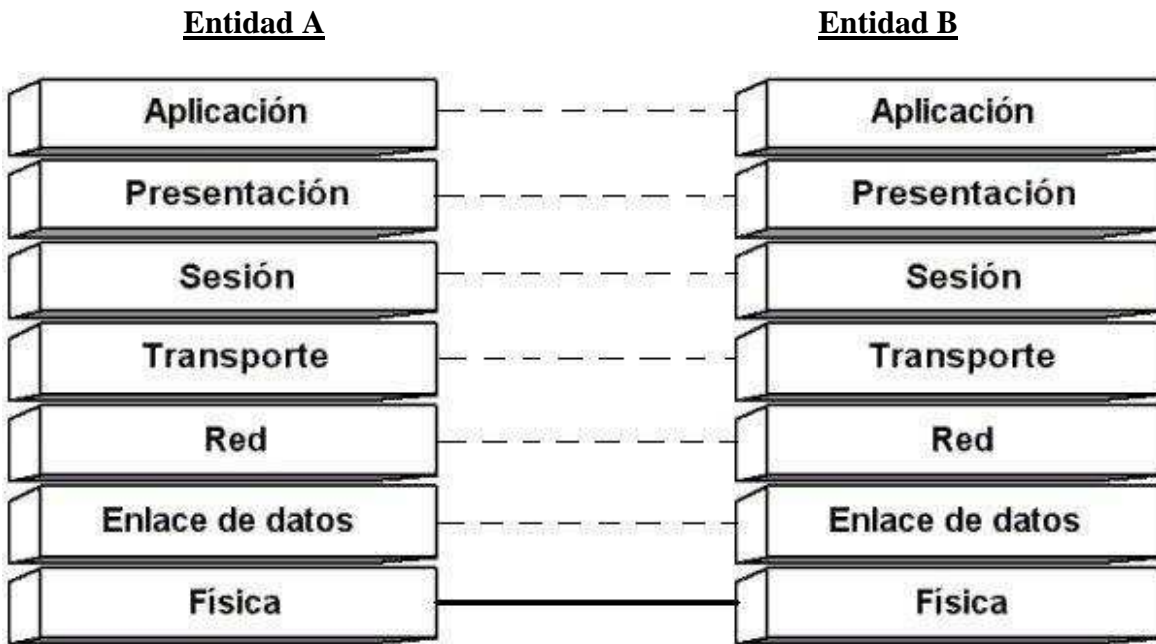 Entidad A
Entidad B
Aplicación
Aplicación
Presentación
Presentación
Sesión
Sesión
Transporte
Transporte
Red
Red
Enlace de datos
Enlace de datos
Física
Física